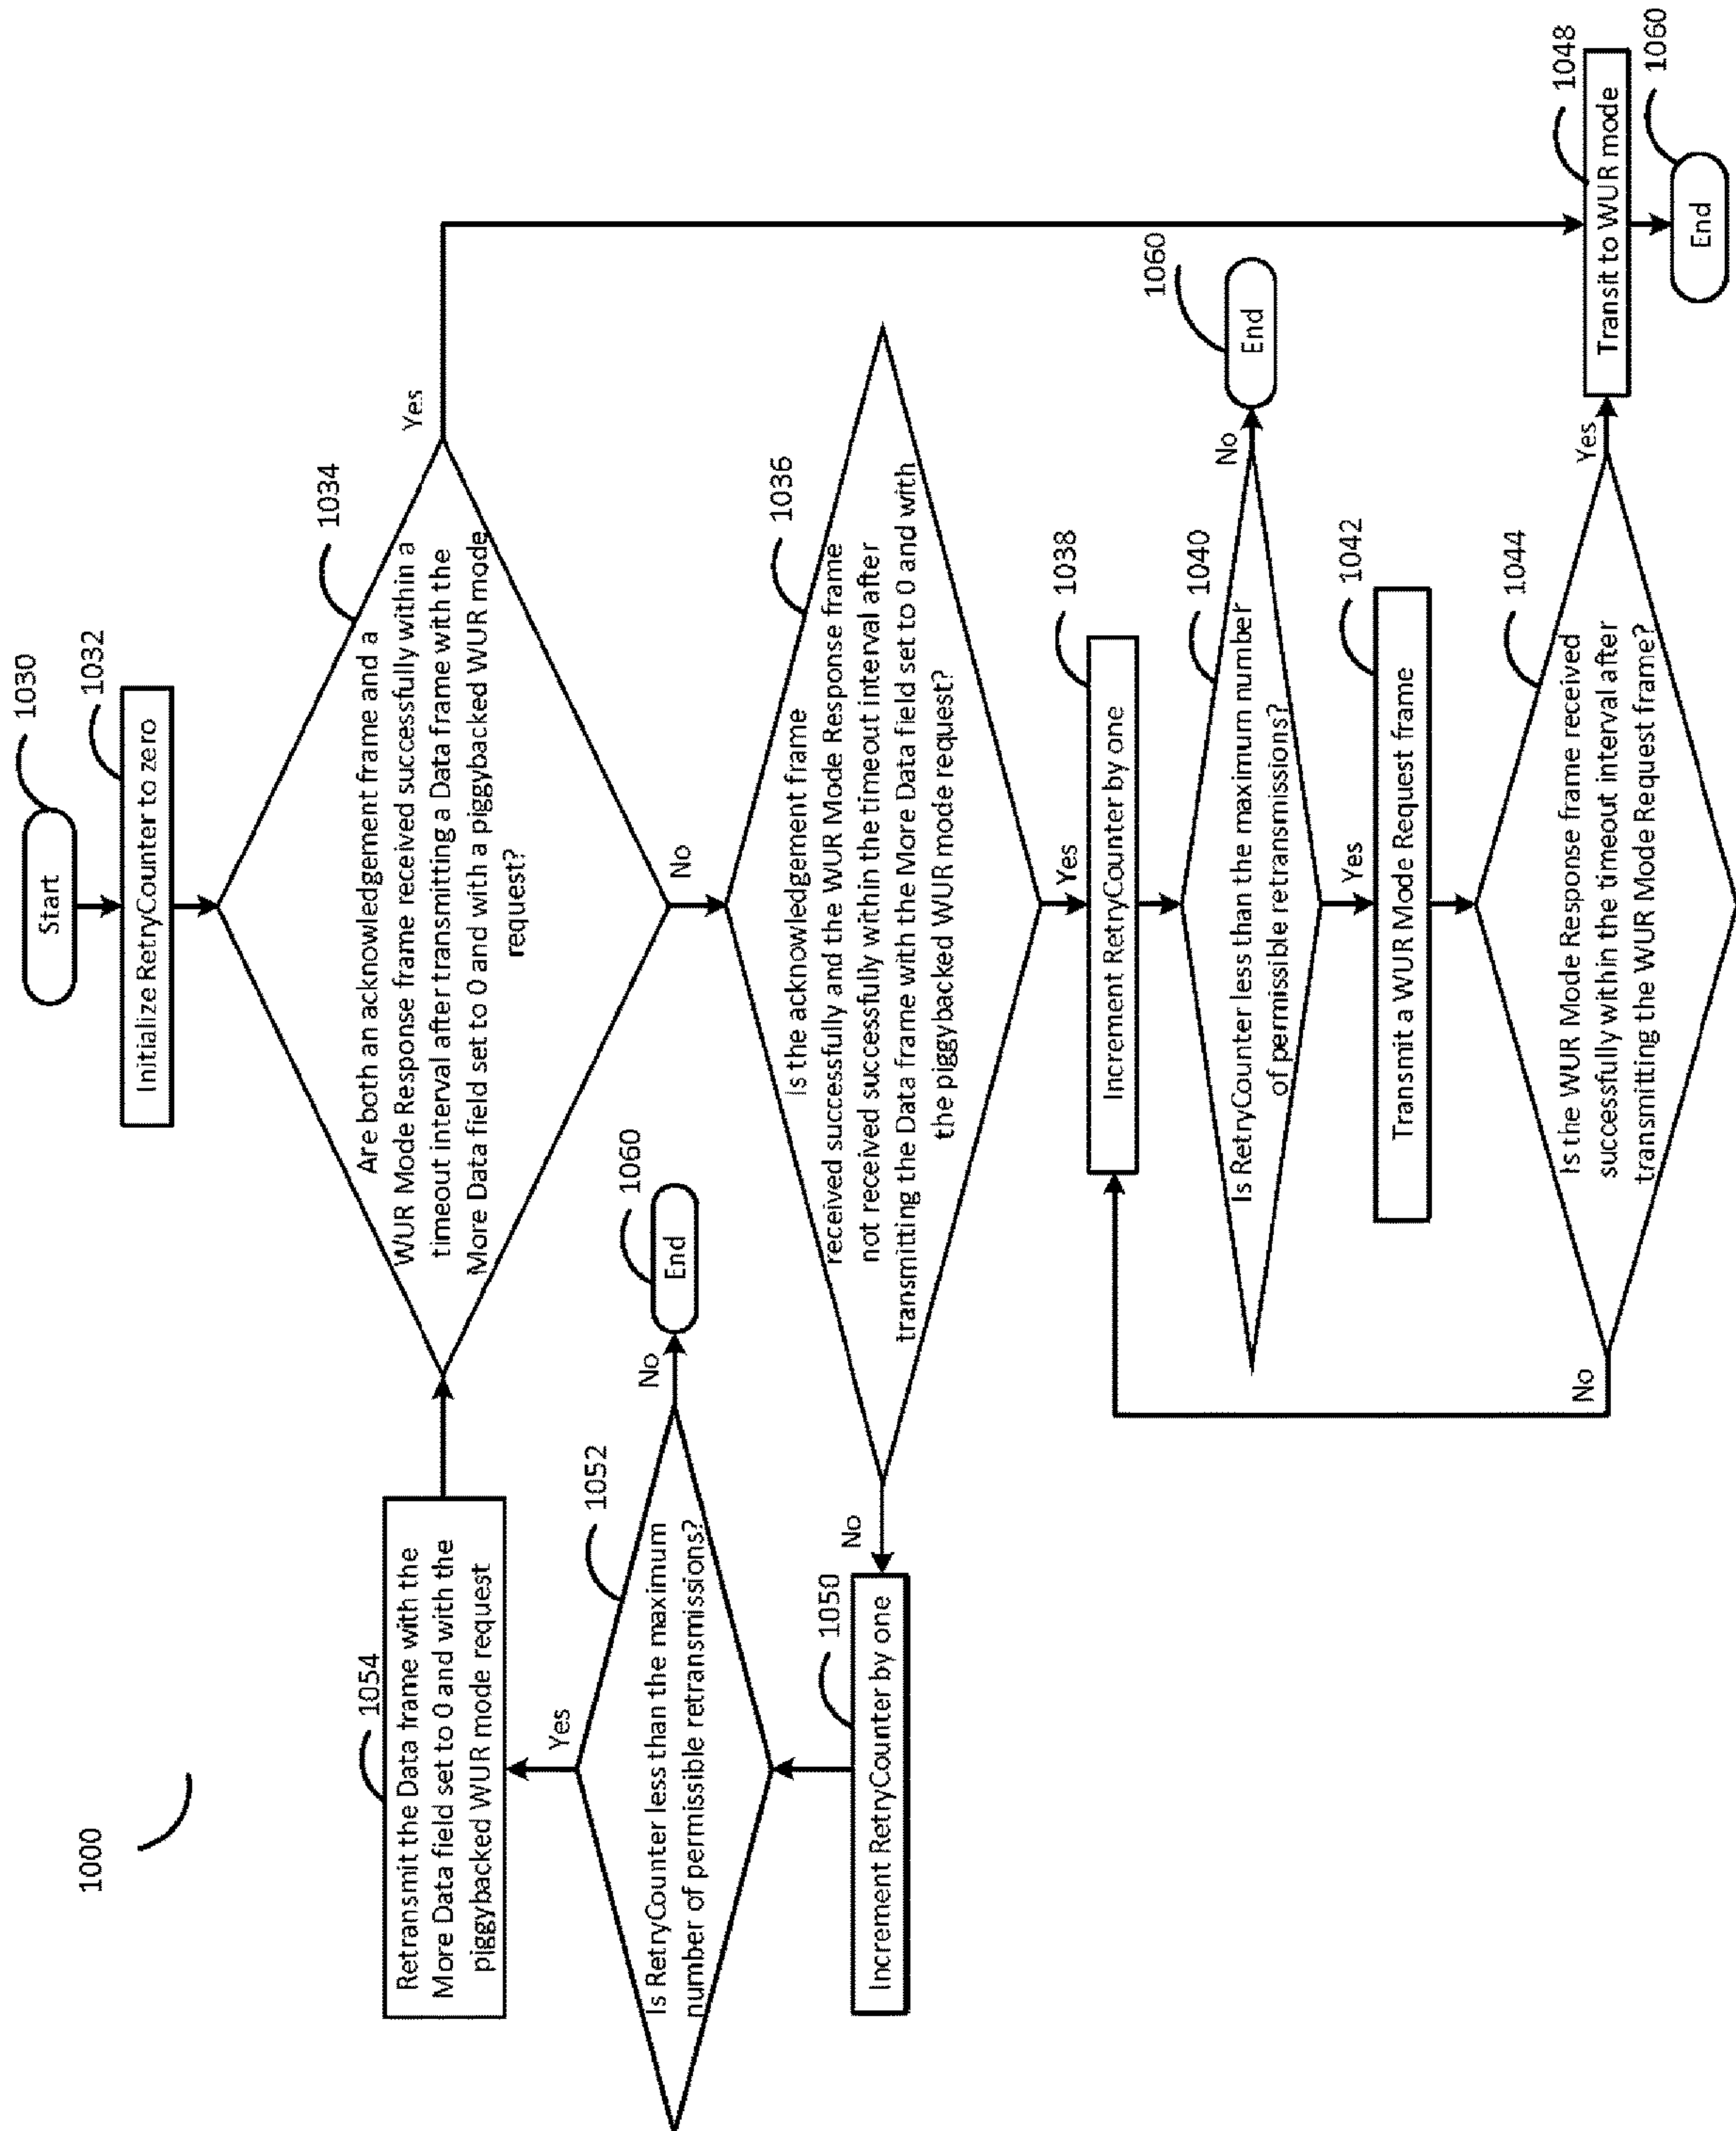 1000
Start
1030
Initialize RetryCounter to zero
1032
Are both an acknowledgement frame and a
WUR Mode Response frame received successfully within a
timeout interval after transmitting a Data frame with the
More Data field set to 0 and with a piggybacked WUR mode
request?
1034
Yes
No
Retransmit the Data frame with the
More Data field set to 0 and with the
piggybacked WUR mode request
1054
Yes
Is RetryCounter less than the maximum
number of permissible retransmissions?
1052
No
End
1060
Increment RetryCounter by one
1050
No
Is the acknowledgement frame
received successfully and the WUR Mode Response frame
not received successfully within the timeout interval after
transmitting the Data frame with the More Data field set to 0 and with
the piggybacked WUR mode request?
1036
Yes
Increment RetryCounter by one
1038
Is RetryCounter less than the maximum number
of permissible retransmissions?
1040
No
End
1060
Yes
Transmit a WUR Mode Request frame
1042
Is the WUR Mode Response frame received
successfully within the timeout interval after
transmitting the WUR Mode Request frame?
1044
No
Yes
Transit to WUR mode
1048
End
1060